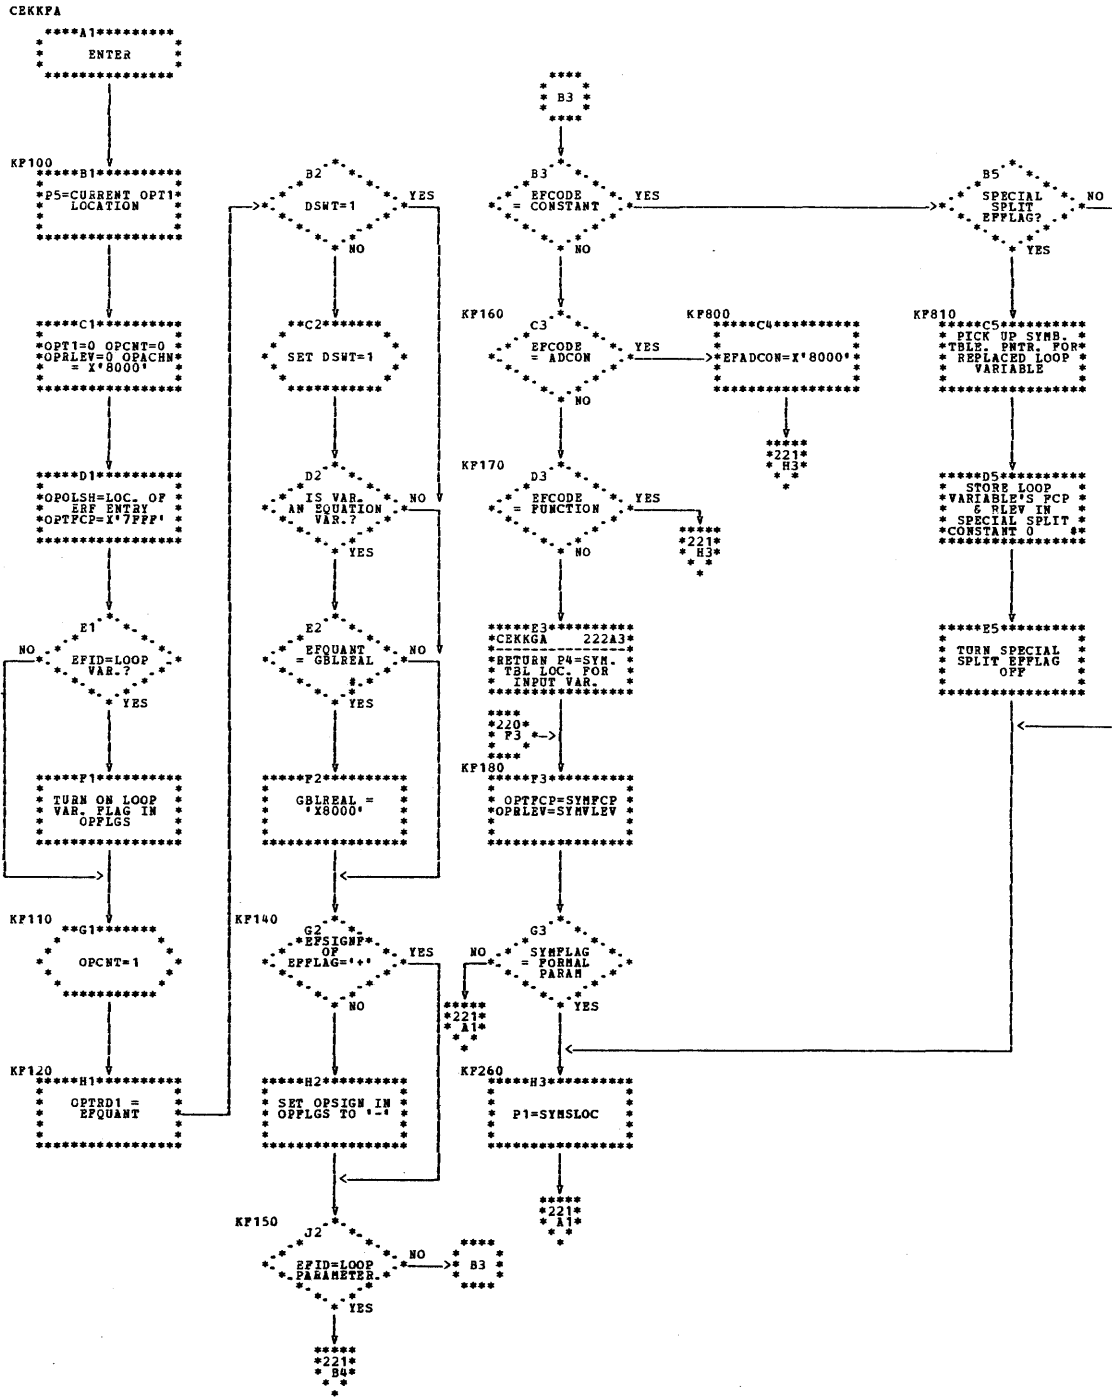 CEKKFA
A1
ENTER
KF100
B1
P5=CURRENT OPT1
LOCATION
C1
OPT1=0 OPCNT=0
OPRLEV=0 OPACHN
= X'8000'
D1
OPOLSH=LOC. OF
ERF ENTRY
OPTFCP=X'7FFF'
E1
EFID=LOOP
VAR.?
NO
YES
F1
TURN ON LOOP
VAR. FLAG IN
OPFLGS
KF110
G1
OPCNT=1
KF120
H1
OPTRD1 =
EFQUANT
B2
DSWT=1
YES
NO
C2
SET DSWT=1
D2
IS VAR.
AN EQUATION
VAR.?
NO
YES
E2
EFQUANT
= GBLREAL
#.
NO
YES
F2
GBLREAL =
'X8000'
KF140
G2
EFSIGNF
OF
EFFLAG='+'
YES
NO
H2
SET OPSIGN IN
OPFLGS TO '-'
KF150
J2
EFID=LOOP
PARAMETER
NO
B3
YES
221
B4
B3
B3
EFCODE
= CONSTANT
YES
NO
KF160
C3
EFCODE
= ADCON
YES
NO
KF170
D3
EFCODE
= FUNCTION
YES
221
H3
NO
E3
CEKKGA 222A3
RETURN P4=SYM.
TBL LOC. FOR
INPUT VAR.
220
F3
KF180
F3
OPTFCP=SYMFCP
OPRLEV=SYMVLEV
G3
SYMFLAG
= FORMAL
PARAM
NO
221
A1
YES
KF260
H3
P1=SYMSLOC
221
A1
KF800
C4
EFADCON=X'8000'
221
H3
B5
SPECIAL
SPLIT
EFFLAG?
NO
YES
KF810
C5
PICK UP SYMB.
TBLE. PNTR. FOR
REPLACED LOOP
VARIABLE
D5
STORE LOOP
VARIABLE'S FCP
& RLEV IN
SPECIAL SPLIT
CONSTANT 0 #
E5
TURN SPECIAL
SPLIT EFFLAG
OFF